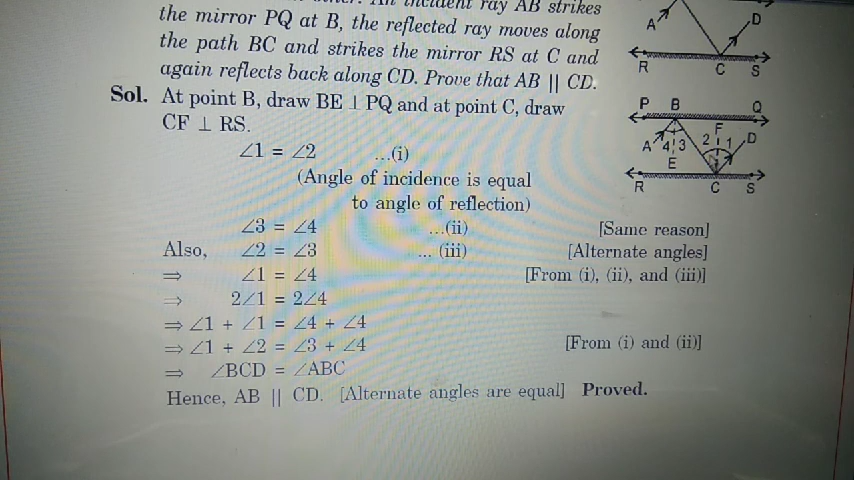 An incident ray AB strikes
the mirror PQ at B, the reflected ray moves along
the path BC and strikes the mirror RS at C and
again reflects back along CD. Prove that AB || CD.
Sol. At point B, draw BE ⊥ PQ and at point C, draw
CF ⊥ RS.
∠1 = ∠2 ...(i)
(Angle of incidence is equal
to angle of reflection)
∠3 = ∠4 ...(ii) [Same reason]
Also, ∠2 = ∠3 ... (iii) [Alternate angles]
⇒ ∠1 = ∠4 [From (i), (ii), and (iii)]
⇒ 2∠1 = 2∠4
⇒ ∠1 + ∠1 = ∠4 + ∠4
⇒ ∠1 + ∠2 = ∠3 + ∠4 [From (i) and (ii)]
⇒ ∠BCD = ∠ABC
Hence, AB || CD. [Alternate angles are equal] Proved.
A D
R C S
P B Q
F
A 4 3 2 1 D
E
R C S